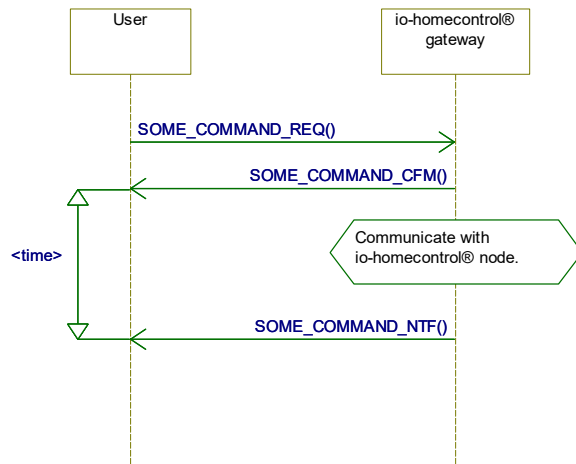 User
io-homecontrol®
gateway
SOME_COMMAND_REQ()
SOME_COMMAND_CFM()
Communicate with
io-homecontrol® node.
<time>
SOME_COMMAND_NTF()